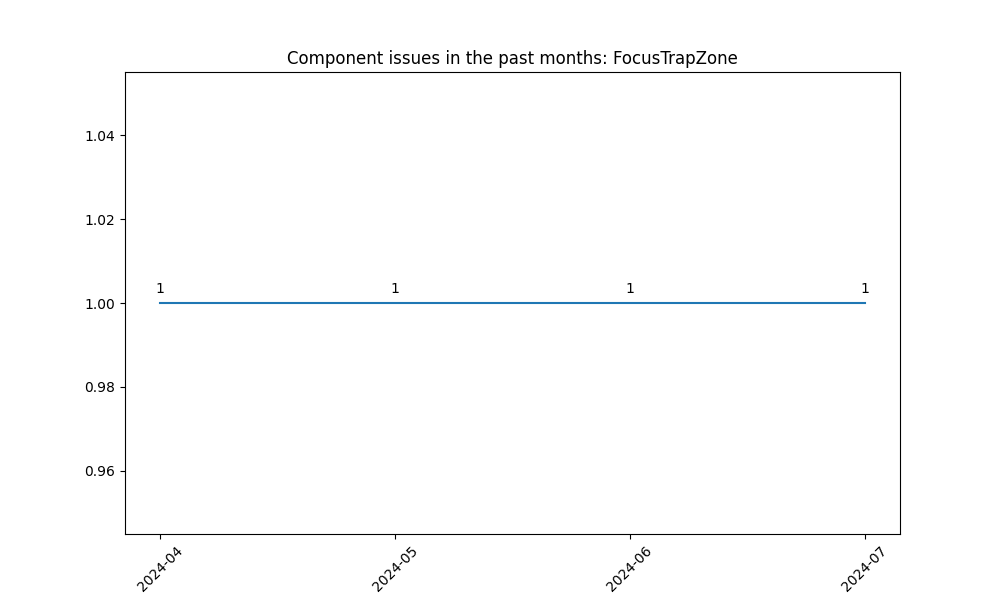 Component issues in the past months: FocusTrapZone
1.04
1.02
1.00
0.98
0.96
1 1 1 1
2024-04 2024-05 2024-06 2024-07